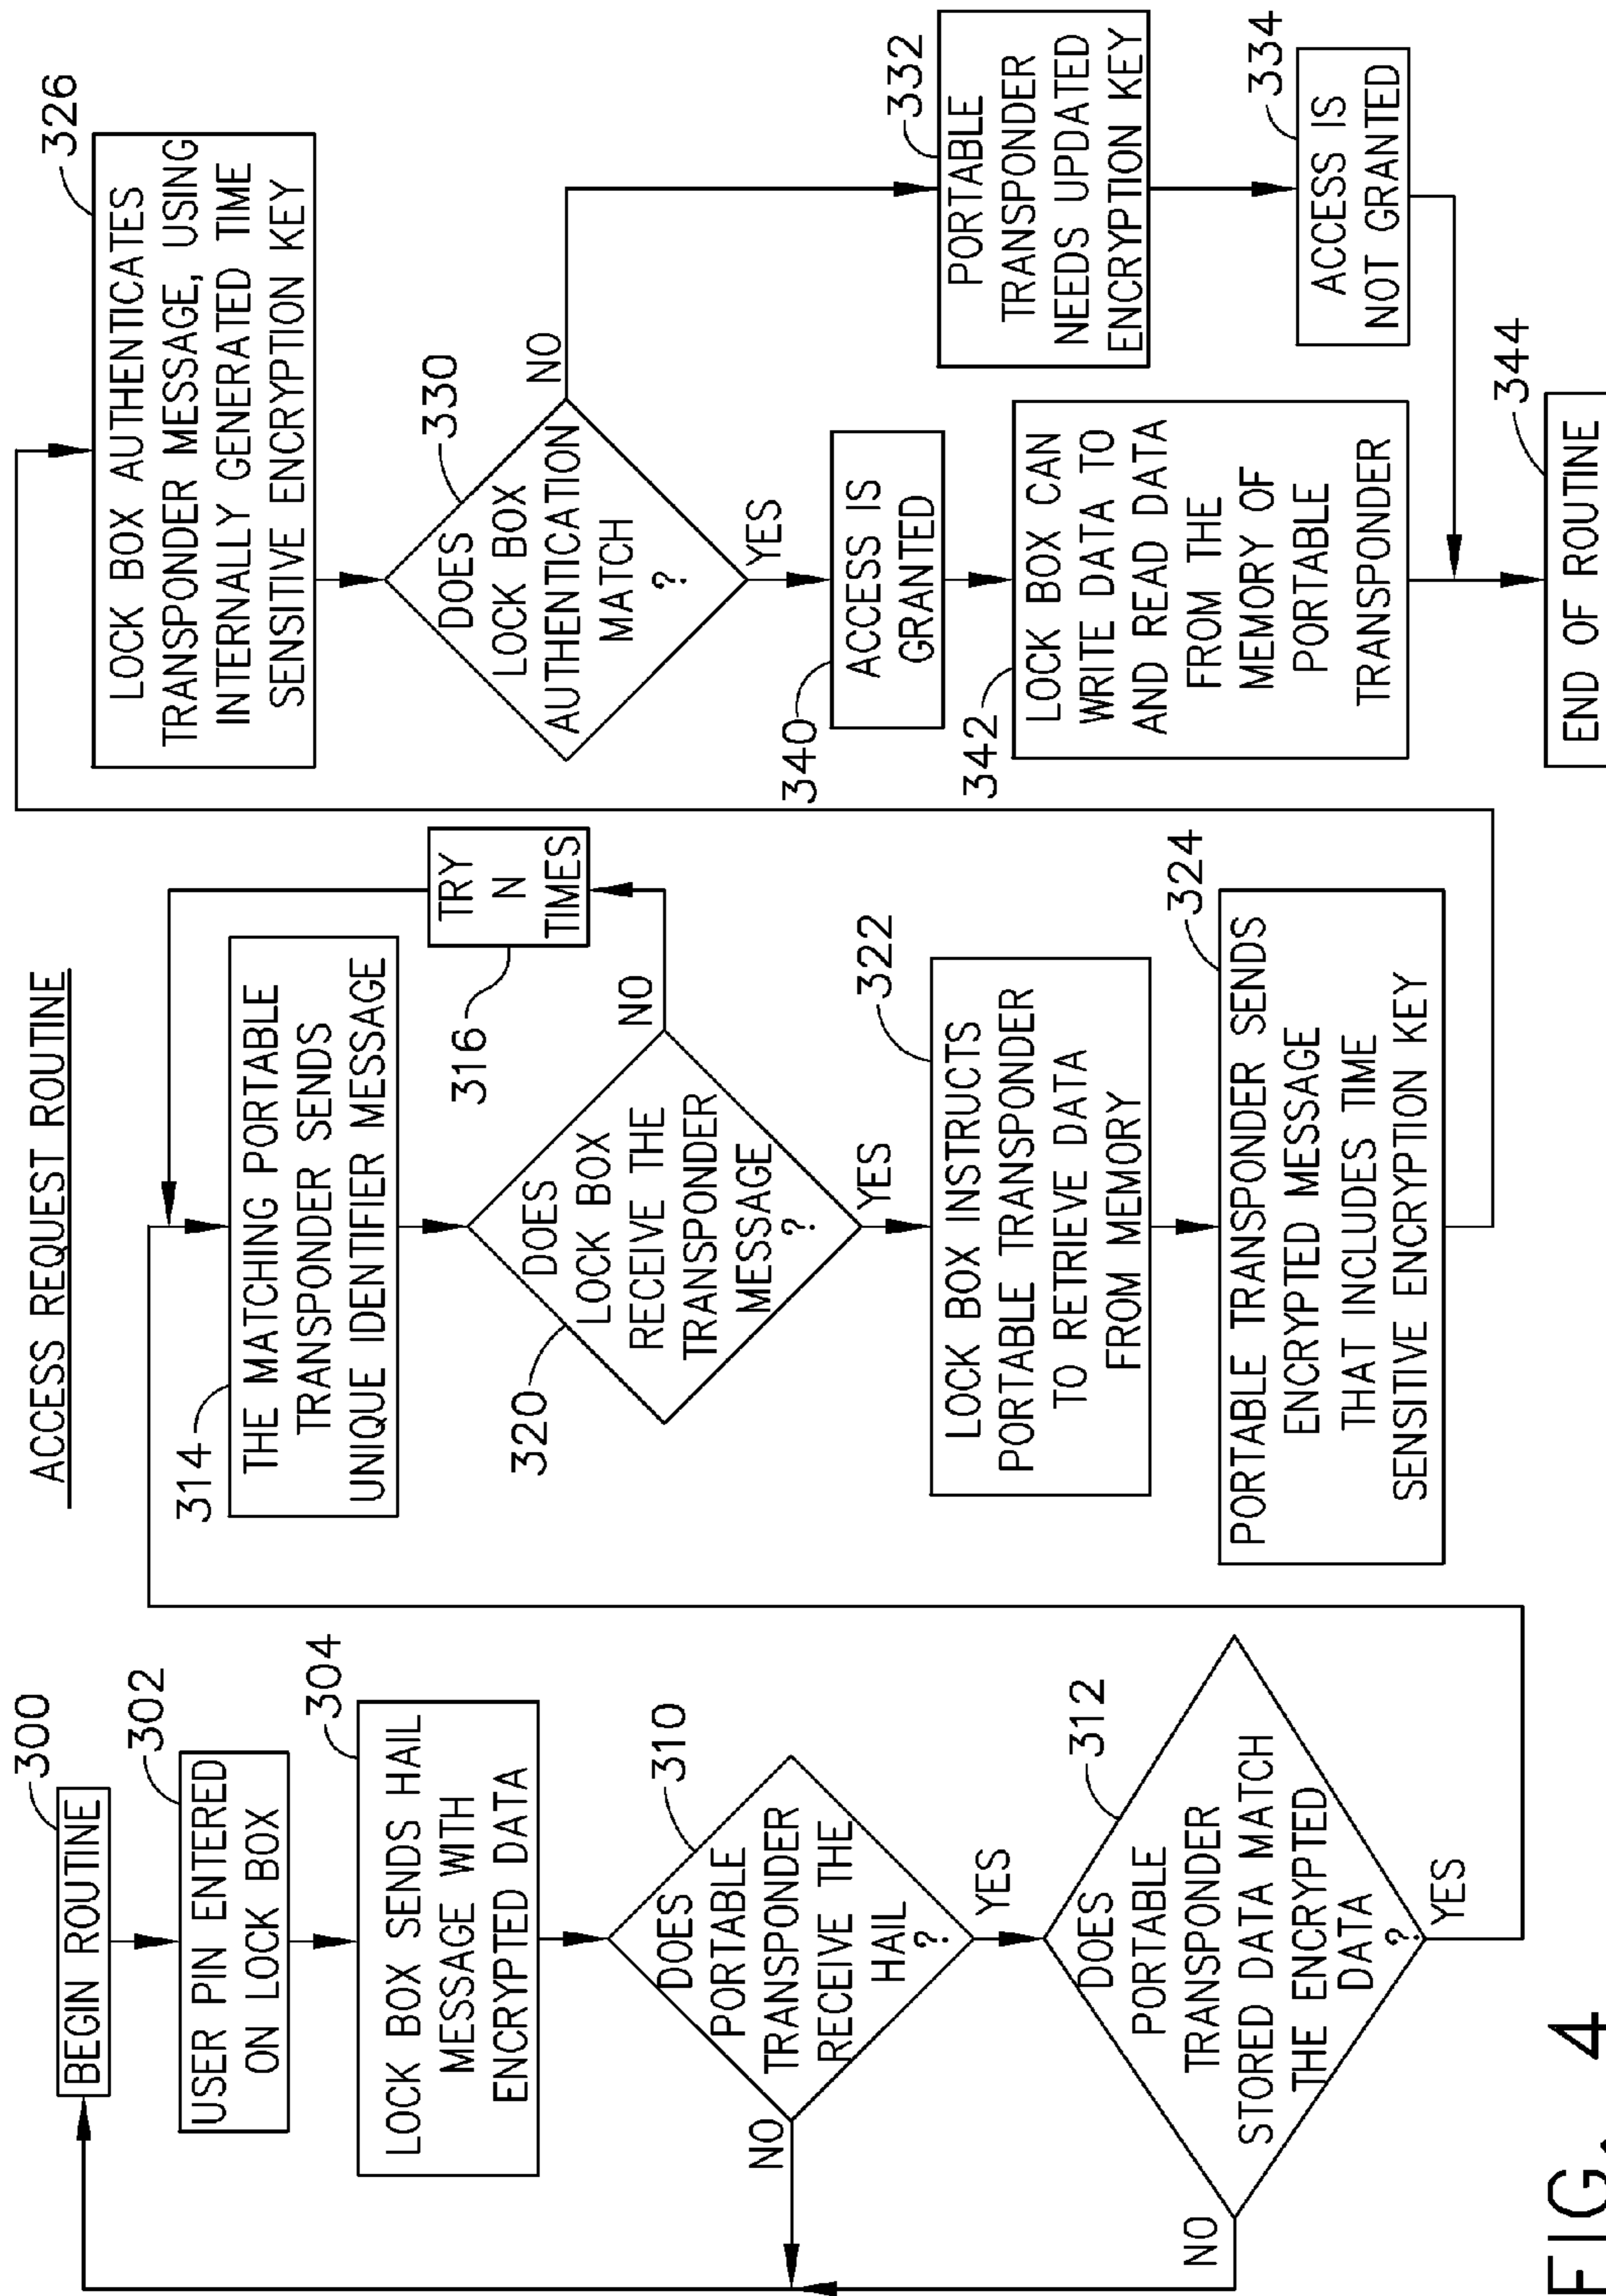 ACCESS REQUEST ROUTINE
300
BEGIN ROUTINE
302
USER PIN ENTERED
ON LOCK BOX
304
LOCK BOX SENDS HAIL
MESSAGE WITH
ENCRYPTED DATA
310
DOES
PORTABLE
TRANSPONDER
RECEIVE THE
HAIL
?
NO
YES
312
DOES
PORTABLE
TRANSPONDER
STORED DATA MATCH
THE ENCRYPTED
DATA
?
NO
YES
314
THE MATCHING PORTABLE
TRANSPONDER SENDS
UNIQUE IDENTIFIER MESSAGE
316
TRY
N
TIMES
320
DOES
LOCK BOX
RECEIVE THE
TRANSPONDER
MESSAGE
?
NO
YES
322
LOCK BOX INSTRUCTS
PORTABLE TRANSPONDER
TO RETRIEVE DATA
FROM MEMORY
324
PORTABLE TRANSPONDER SENDS
ENCRYPTED MESSAGE
THAT INCLUDES TIME
SENSITIVE ENCRYPTION KEY
326
LOCK BOX AUTHENTICATES
TRANSPONDER MESSAGE, USING
INTERNALLY GENERATED TIME
SENSITIVE ENCRYPTION KEY
330
DOES
LOCK BOX
AUTHENTICATION
MATCH
?
NO
YES
332
PORTABLE
TRANSPONDER
NEEDS UPDATED
ENCRYPTION KEY
334
ACCESS IS
NOT GRANTED
340
ACCESS IS
GRANTED
342
LOCK BOX CAN
WRITE DATA TO
AND READ DATA
FROM THE
MEMORY OF
PORTABLE
TRANSPONDER
344
END OF ROUTINE
FIG. 4